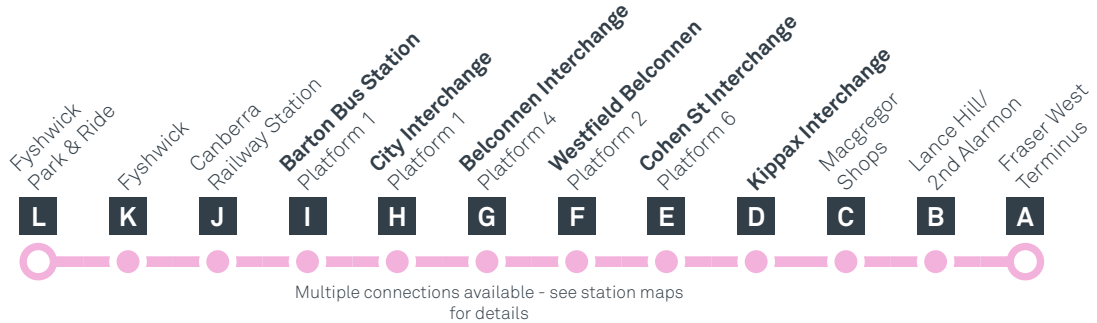 Fyshwick
Park & Ride
Fyshwick
Canberra
Railway Station
Barton Bus Station
Platform 1
City Interchange
Platform 1
Belconnen Interchange
Platform 4
Westfield Belconnen
Platform 2
Cohen St Interchange
Platform 6
Kippax Interchange
Macgregor
Shops
Lance Hill/
2nd Alarmon
Fraser West
Terminus
L K J I H G F E D C B A
Multiple connections available - see station maps
for details